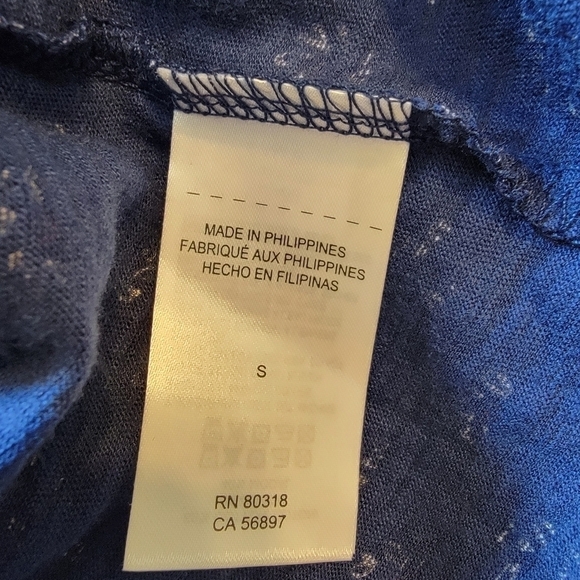 MADE IN PHILIPPINES
FABRIQUÉ AUX PHILIPPINES
HECHO EN FILIPINAS
S
RN 80318
CA 56897